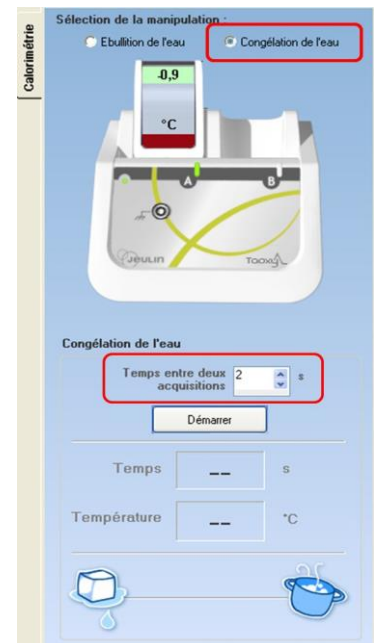 Calorimétrie
Sélection de la manipulation :
Ebullition de l'eau
Congélation de l'eau
-0,9
°C
A
B
Jeulin
Tooxy
Congélation de l'eau
Temps entre deux
acquisitions
2
s
Démarrer
Temps
--
s
Température
--
°C